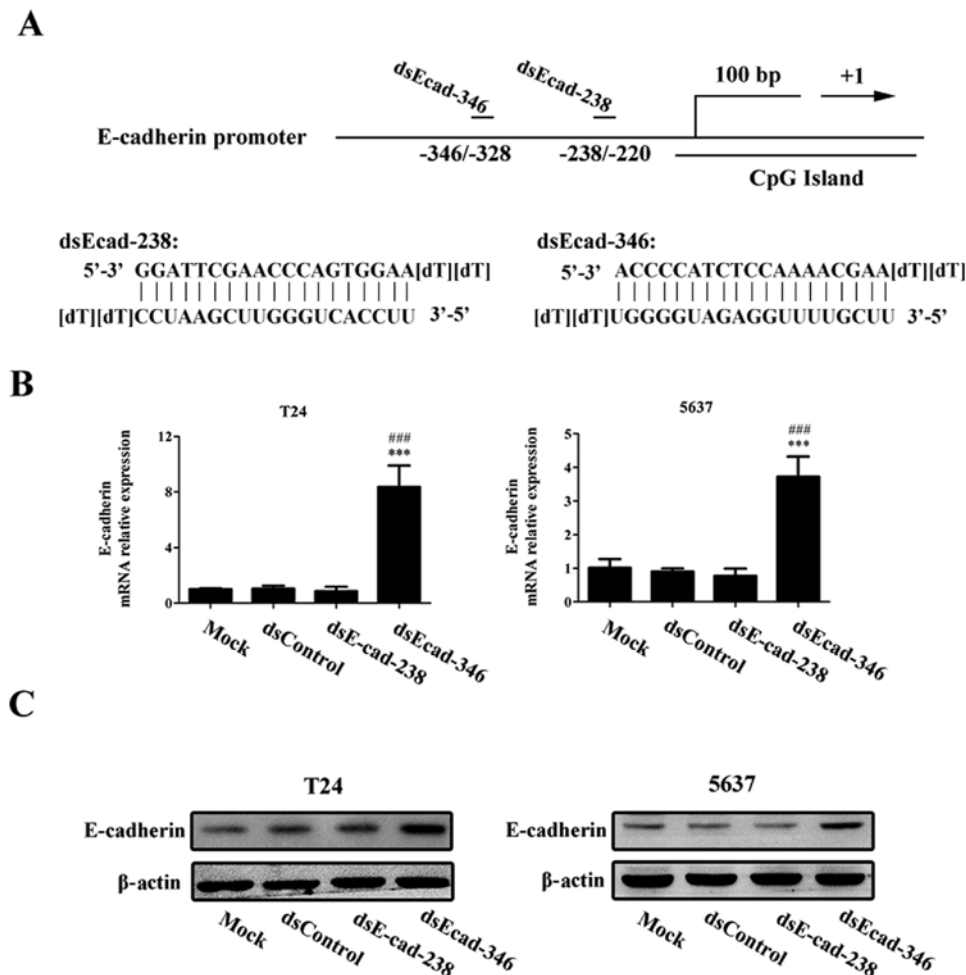 A
dsEcad-346
dsEcad-238
100 bp
+1
E-cadherin promoter
-346/-328
-238/-220
CpG Island
dsEcad-238:
5'-3' GGATTCGAACCCAGTGGAA[dT][dT]
[dT][dT]CCUAAGCUUGGGUCACCUU 3'-5'
dsEcad-346:
5'-3' ACCCCATCTCCAAAACGAA[dT][dT]
[dT][dT]UGGGGUAGAGGUUUUGCUU 3'-5'
B
T24
E-cadherin
mRNA relative expression
12
8
4
0
###
***
Mock
dsControl
dsE-cad-238
dsEcad-346
5637
E-cadherin
mRNA relative expression
5
4
3
2
1
0
###
***
Mock
dsControl
dsE-cad-238
dsEcad-346
C
T24
E-cadherin
β-actin
Mock
dsControl
dsE-cad-238
dsEcad-346
5637
E-cadherin
β-actin
Mock
dsControl
dsE-cad-238
dsEcad-346